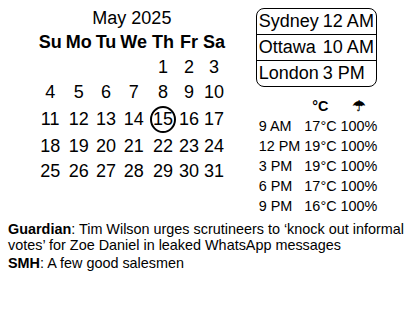 May 2025
Su Mo Tu We Th Fr Sa
1 2 3
4 5 6 7 8 9 10
11 12 13 14 15 16 17
18 19 20 21 22 23 24
25 26 27 28 29 30 31
Sydney 12 AM
Ottawa 10 AM
London 3 PM
°C ☂
9 AM 17°C 100%
12 PM 19°C 100%
3 PM 19°C 100%
6 PM 17°C 100%
9 PM 16°C 100%
Guardian: Tim Wilson urges scrutineers to ‘knock out informal
votes’ for Zoe Daniel in leaked WhatsApp messages
SMH: A few good salesmen